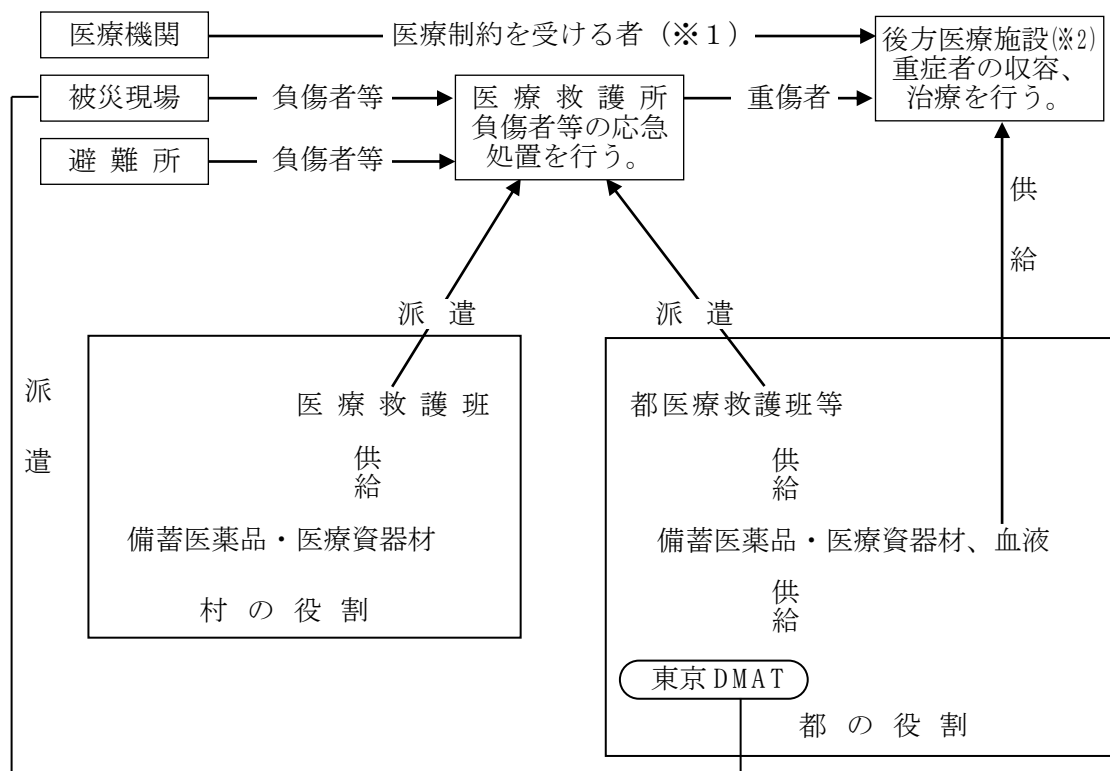 医療機関
医療制約を受ける者（※１）
後方医療施設(※2)
重症者の収容、
治療を行う。
被災現場
負傷者等
医療救護所
負傷者等の応急
処置を行う。
重傷者
避難所
負傷者等
供給
派遣
派遣
派遣
医療救護班
供給
備蓄医薬品・医療資器材
村の役割
都医療救護班等
供給
備蓄医薬品・医療資器材、血液
供給
東京DMAT
都の役割